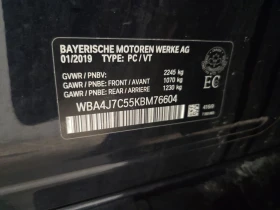 BAYERISCHE MOTOREN WERKE AG
01/2019 TYPE: PC / VT
GVWR / PNBV: 2245 kg
GAWR / PNBE: FRONT / AVANT 1070 kg
GAWR / PNBE: REAR / ARRIERE 1230 kg
EC
WBA4J7C55KBM76604